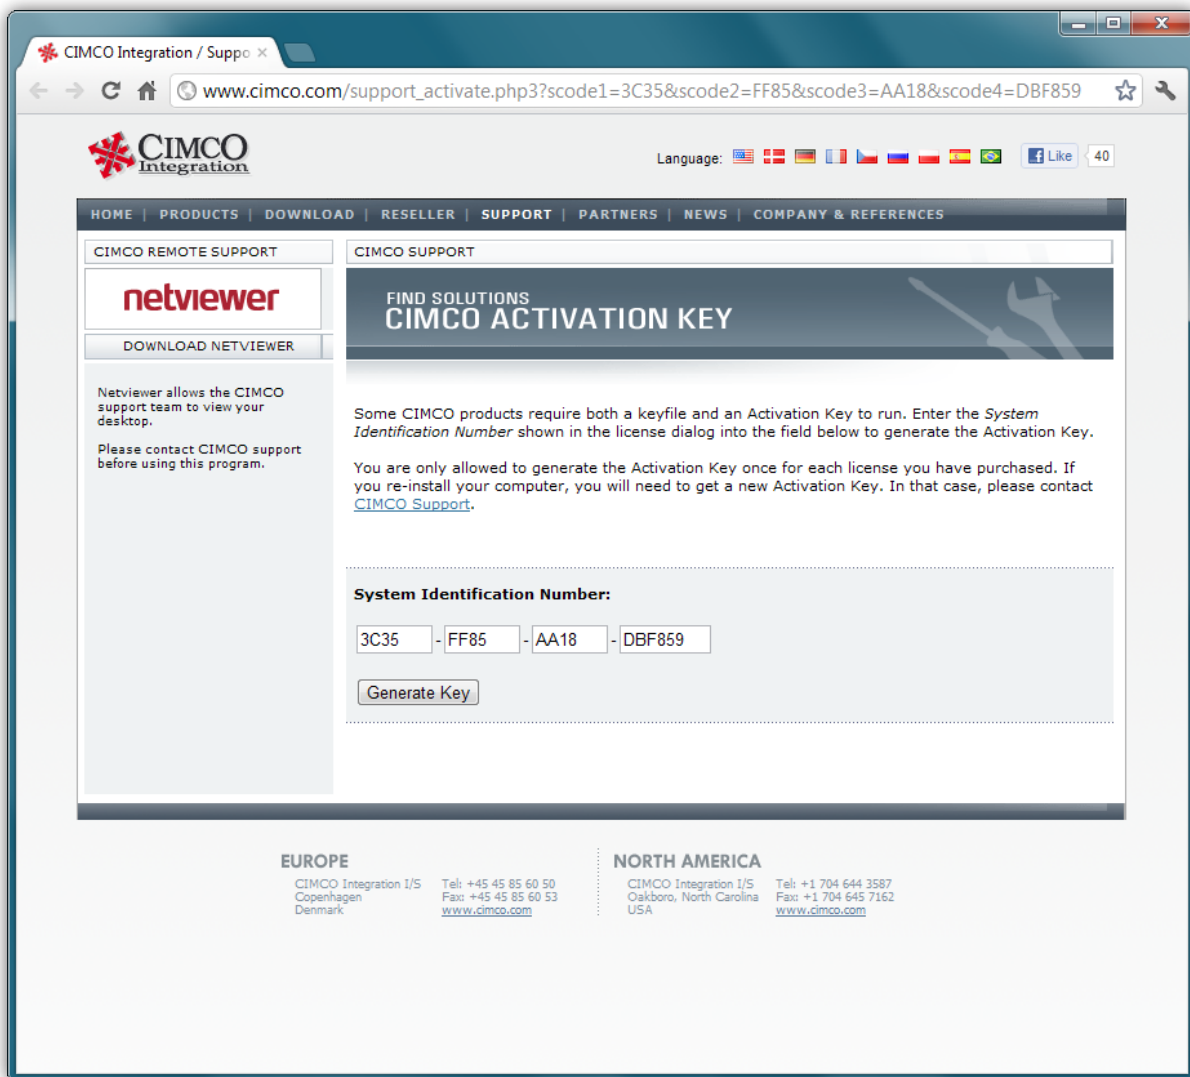 CIMCO Integration / Suppo
www.cimco.com/support_activate.php3?scode1=3C35&scode2=FF85&scode3=AA18&scode4=DBF859
CIMCO
Integration
Language:
Like
40
HOME | PRODUCTS | DOWNLOAD | RESELLER | SUPPORT | PARTNERS | NEWS | COMPANY & REFERENCES
CIMCO REMOTE SUPPORT
netviewer
DOWNLOAD NETVIEWER
Netviewer allows the CIMCO
support team to view your
desktop.
Please contact CIMCO support
before using this program.
CIMCO SUPPORT
FIND SOLUTIONS
CIMCO ACTIVATION KEY
Some CIMCO products require both a keyfile and an Activation Key to run. Enter the System
Identification Number shown in the license dialog into the field below to generate the Activation Key.
You are only allowed to generate the Activation Key once for each license you have purchased. If
you re-install your computer, you will need to get a new Activation Key. In that case, please contact
CIMCO Support.
System Identification Number:
3C35 - FF85 - AA18 - DBF859
Generate Key
EUROPE
CIMCO Integration I/S
Copenhagen
Denmark
Tel: +45 45 85 60 50
Fax: +45 45 85 60 53
www.cimco.com
NORTH AMERICA
CIMCO Integration I/S
Oakboro, North Carolina
USA
Tel: +1 704 644 3587
Fax: +1 704 645 7162
www.cimco.com